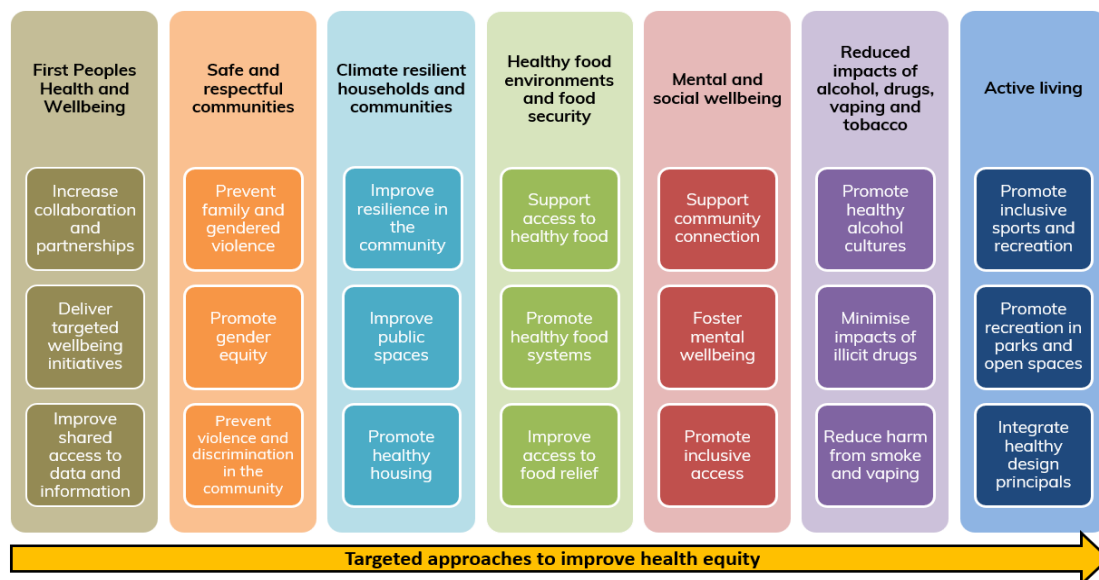 First Peoples
Health and
Wellbeing
Increase
collaboration
and
partnerships
Deliver
targeted
wellbeing
initiatives
Improve
shared
access to
data and
information
Safe and
respectful
communities
Prevent
family and
gendered
violence
Promote
gender
equity
Prevent
violence and
discrimination
in the
community
Climate resilient
households and
communities
Improve
resilience in
the
community
Improve
public
spaces
Promote
healthy
housing
Healthy food
environments
and food
security
Support
access to
healthy food
Promote
healthy food
systems
Improve
access to
food relief
Mental and
social wellbeing
Support
community
connection
Foster
mental
wellbeing
Promote
inclusive
access
Reduced
impacts of
alcohol, drugs,
vaping and
tobacco
Promote
healthy
alcohol
cultures
Minimise
impacts of
illicit drugs
Reduce harm
from smoke
and vaping
Active living
Promote
inclusive
sports and
recreation
Promote
recreation in
parks and
open spaces
Integrate
healthy
design
principals
Targeted approaches to improve health equity